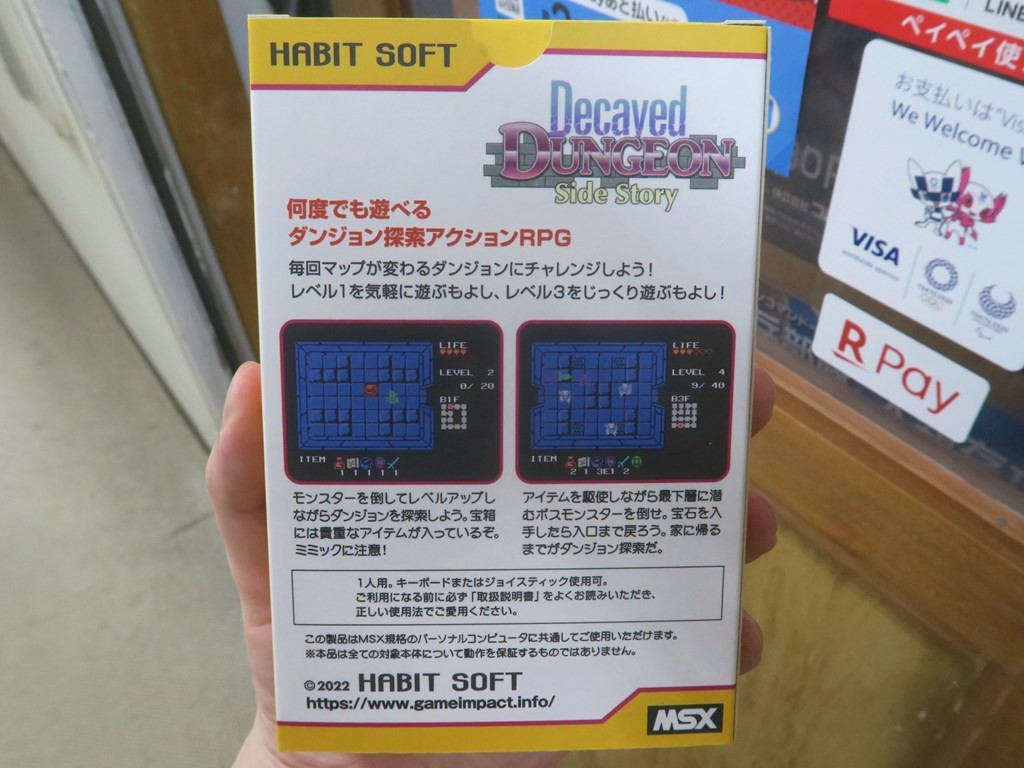 HABIT SOFT
Decayed
DUNGEON
Side Story
何度でも遊べる
ダンジョン探索アクションRPG
毎回マップが変わるダンジョンにチャレンジしよう!
レベル1を気軽に遊ぶもよし、レベル3をじっくり遊ぶもよし!
LIFE
LEVEL 2
0/ 20
B1F
ITEM
1 1 1 1 1
LIFE
LEVEL 4
9/ 40
B3F
ITEM
2 1 3E1 2
モンスターを倒してレベルアップし
ながらダンジョンを探索しよう。宝箱
には貴重なアイテムが入っているぞ。
ミミックに注意!
アイテムを駆使しながら最下層に潜
むボスモンスターを倒せ。宝石を入
手したら入口まで戻ろう。家に帰る
までがダンジョン探索だ。
1人用。キーボードまたはジョイスティック使用可。
ご利用になる前に必ず「取扱説明書」をよくお読みいただき、
正しい使用法でご愛用ください。
この製品はMSX規格のパーソナルコンピュータに共通してご使用いただけます。
※本品は全ての対象本体について動作を保証するものではありません。
©2022 HABIT SOFT
https://www.gameimpact.info/
MSX
あと払い
LINE
ペイペイ使
お支払いは"Vis
We Welcome V
VISA
R Pay